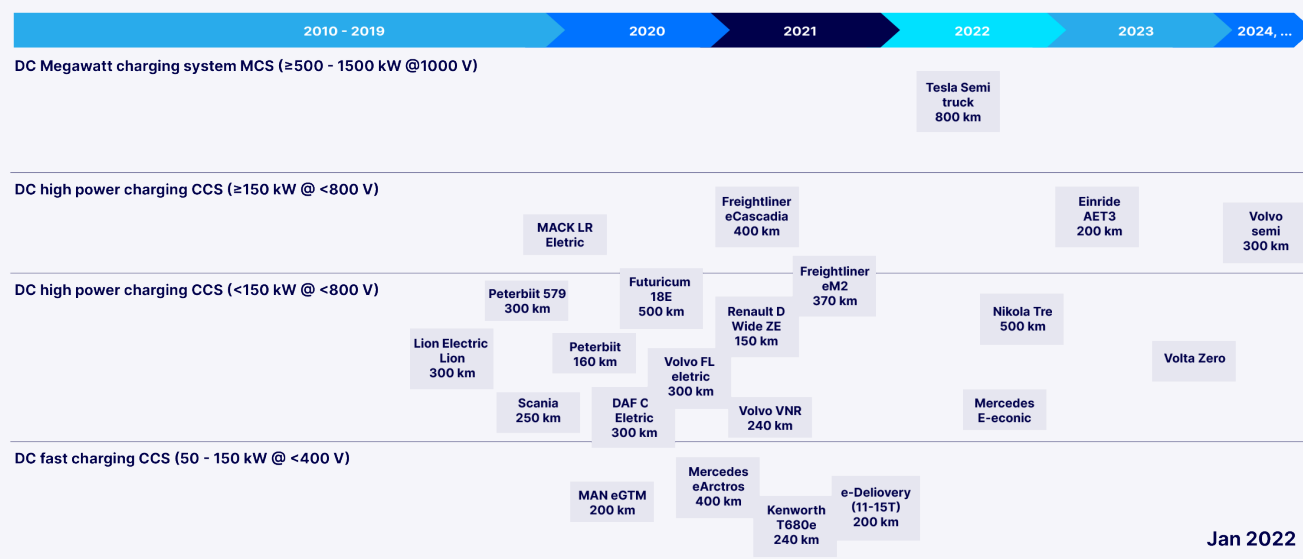 2010 - 2019
2020
2021
2022
2023
2024, ...
DC Megawatt charging system MCS (≥500 - 1500 kW @1000 V)
Tesla Semi
truck
800 km
DC high power charging CCS (≥150 kW @ <800 V)
MACK LR
Eletric
Freightliner
eCascadia
400 km
Einride
AET3
200 km
Volvo
semi
300 km
DC high power charging CCS (<150 kW @ <800 V)
Lion Electric
Lion
300 km
Peterbiit 579
300 km
Scania
250 km
Peterbiit
160 km
Futuricum
18E
500 km
DAF C
Eletric
300 km
Volvo FL
eletric
300 km
Renault D
Wide ZE
150 km
Volvo VNR
240 km
Freightliner
eM2
370 km
Nikola Tre
500 km
Mercedes
E-econic
Volta Zero
DC fast charging CCS (50 - 150 kW @ <400 V)
MAN eGTM
200 km
Mercedes
eArctros
400 km
Kenworth
T680e
240 km
e-Deliovery
(11-15T)
200 km
Jan 2022